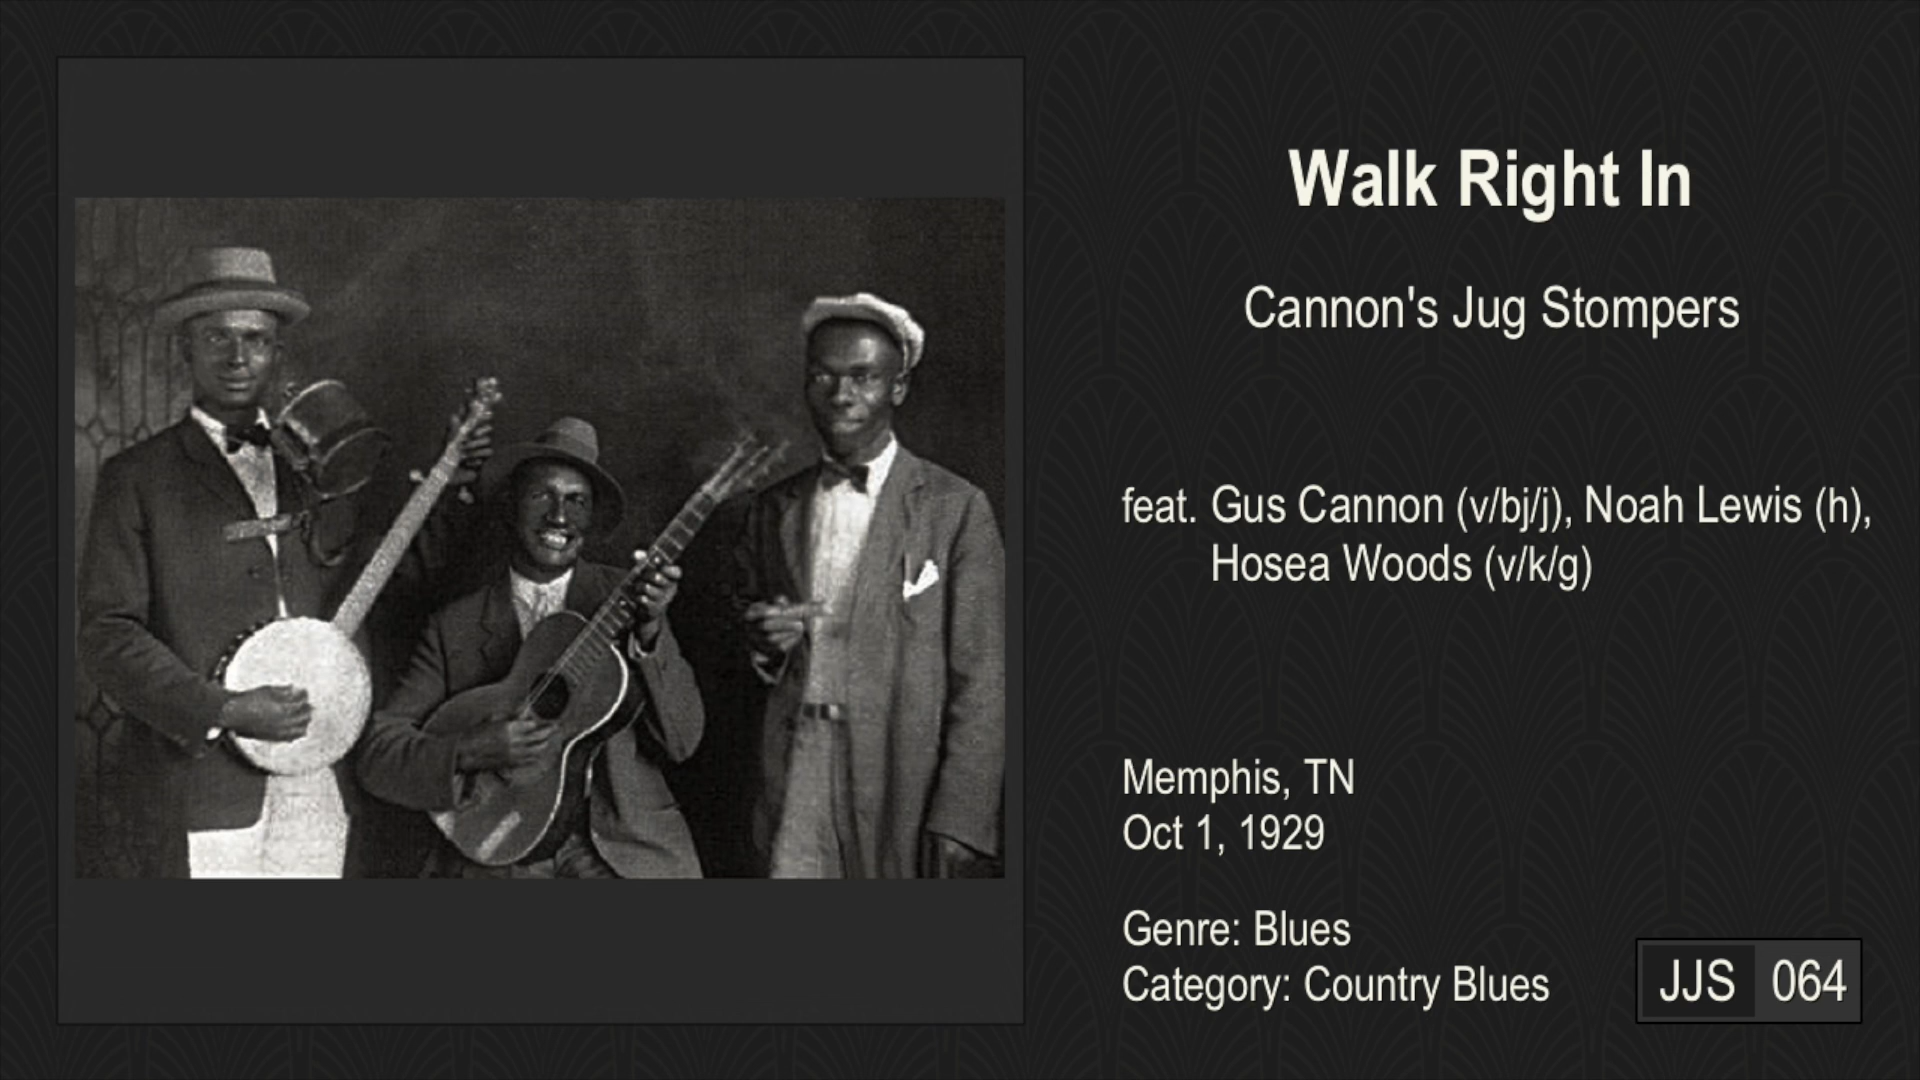 Walk Right In
Cannon's Jug Stompers
feat. Gus Cannon (v/bj/j), Noah Lewis (h),
Hosea Woods (v/k/g)
Memphis, TN
Oct 1, 1929
Genre: Blues
Category: Country Blues
JJS 064